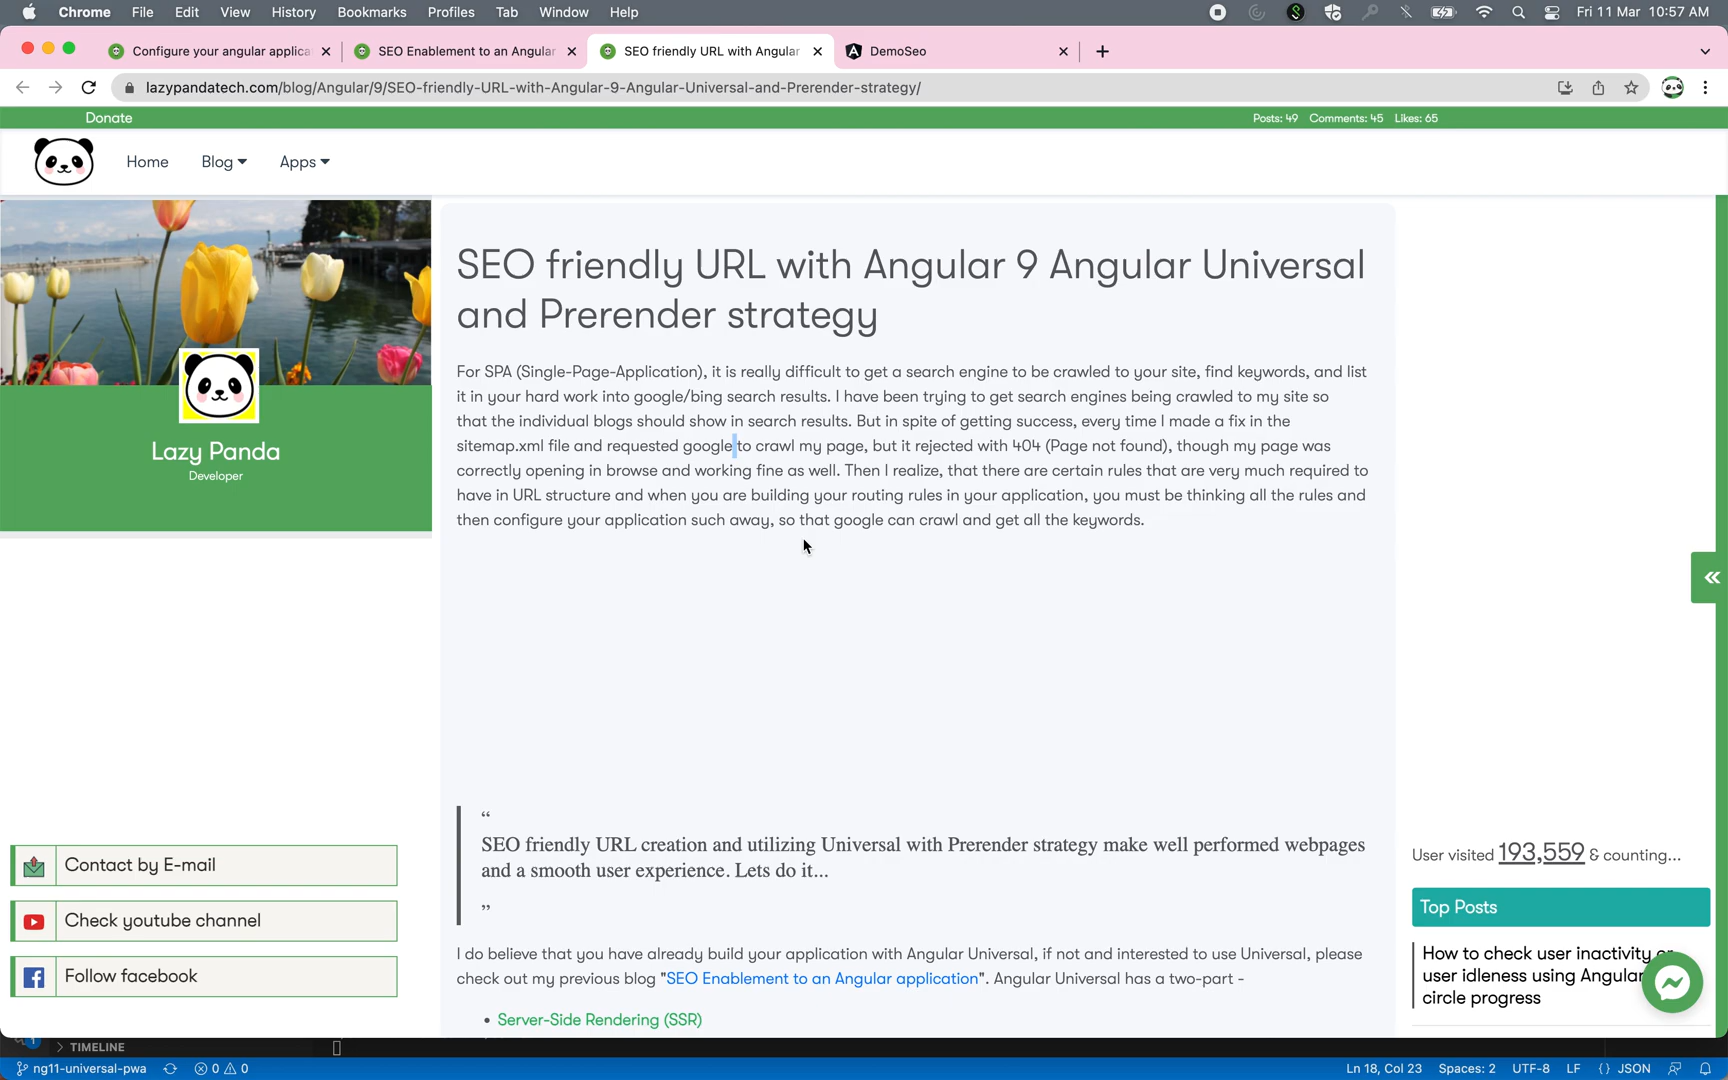 Chrome File Edit View History Bookmarks Profiles Tab Window Help Fri 11 Mar 10:57 AM
Configure your angular applica SEO Enablement to an Angular SEO friendly URL with Angular DemoSeo
lazypandatech.com/blog/Angular/9/SEO-friendly-URL-with-Angular-9-Angular-Universal-and-Prerender-strategy/
Donate Posts: 49 Comments: 45 Likes: 65
Home Blog Apps
SEO friendly URL with Angular 9 Angular Universal
and Prerender strategy
For SPA (Single-Page-Application), it is really difficult to get a search engine to be crawled to your site, find keywords, and list
it in your hard work into google/bing search results. I have been trying to get search engines being crawled to my site so
that the individual blogs should show in search results. But in spite of getting success, every time I made a fix in the
sitemap.xml file and requested google to crawl my page, but it rejected with 404 (Page not found), though my page was
correctly opening in browse and working fine as well. Then I realize, that there are certain rules that are very much required to
have in URL structure and when you are building your routing rules in your application, you must be thinking all the rules and
then configure your application such away, so that google can crawl and get all the keywords.
Lazy Panda
Developer
“
SEO friendly URL creation and utilizing Universal with Prerender strategy make well performed webpages
and a smooth user experience. Lets do it...
”
I do believe that you have already build your application with Angular Universal, if not and interested to use Universal, please
check out my previous blog "SEO Enablement to an Angular application". Angular Universal has a two-part -
• Server-Side Rendering (SSR)
Contact by E-mail
Check youtube channel
Follow facebook
User visited 193,559 & counting...
Top Posts
How to check user inactivity or
user idleness using Angular
circle progress
1 TIMELINE
ng11-universal-pwa 0 0 Ln 18, Col 23 Spaces: 2 UTF-8 LF {} JSON